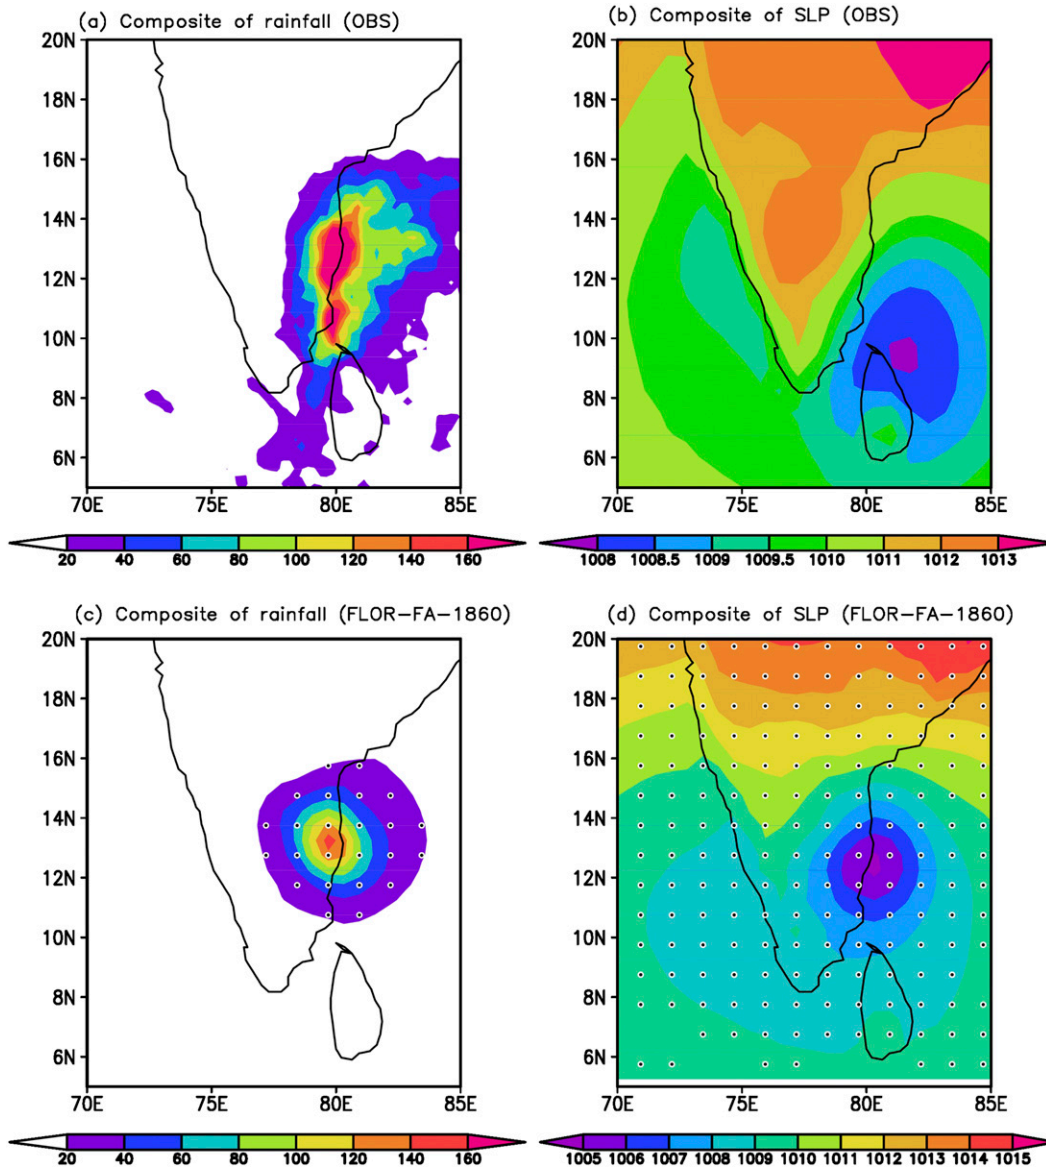 (a) Composite of rainfall (OBS)
20N
18N
16N
14N
12N
10N
8N
6N
70E 75E 80E 85E
20 40 60 80 100 120 140 160
(b) Composite of SLP (OBS)
20N
18N
16N
14N
12N
10N
8N
6N
70E 75E 80E 85E
1008 1008.5 1009 1009.5 1010 1011 1012 1013
(c) Composite of rainfall (FLOR-FA-1860)
20N
18N
16N
14N
12N
10N
8N
6N
70E 75E 80E 85E
20 40 60 80 100 120 140 160
(d) Composite of SLP (FLOR-FA-1860)
20N
18N
16N
14N
12N
10N
8N
6N
70E 75E 80E 85E
1005 1006 1007 1008 1009 1010 1011 1012 1013 1014 1015